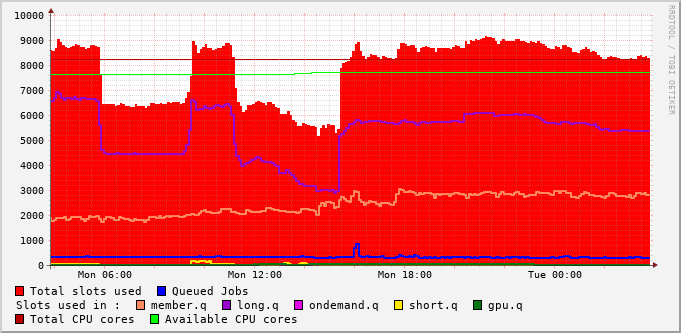 10000
9000
8000
7000
6000
5000
4000
3000
2000
1000
0
Mon 06:00 Mon 12:00 Mon 18:00 Tue 00:00
RRDTOOL / TOBI OETIKER
Total slots used Queued Jobs
Slots used in : member.q long.q ondemand.q short.q gpu.q
Total CPU cores Available CPU cores